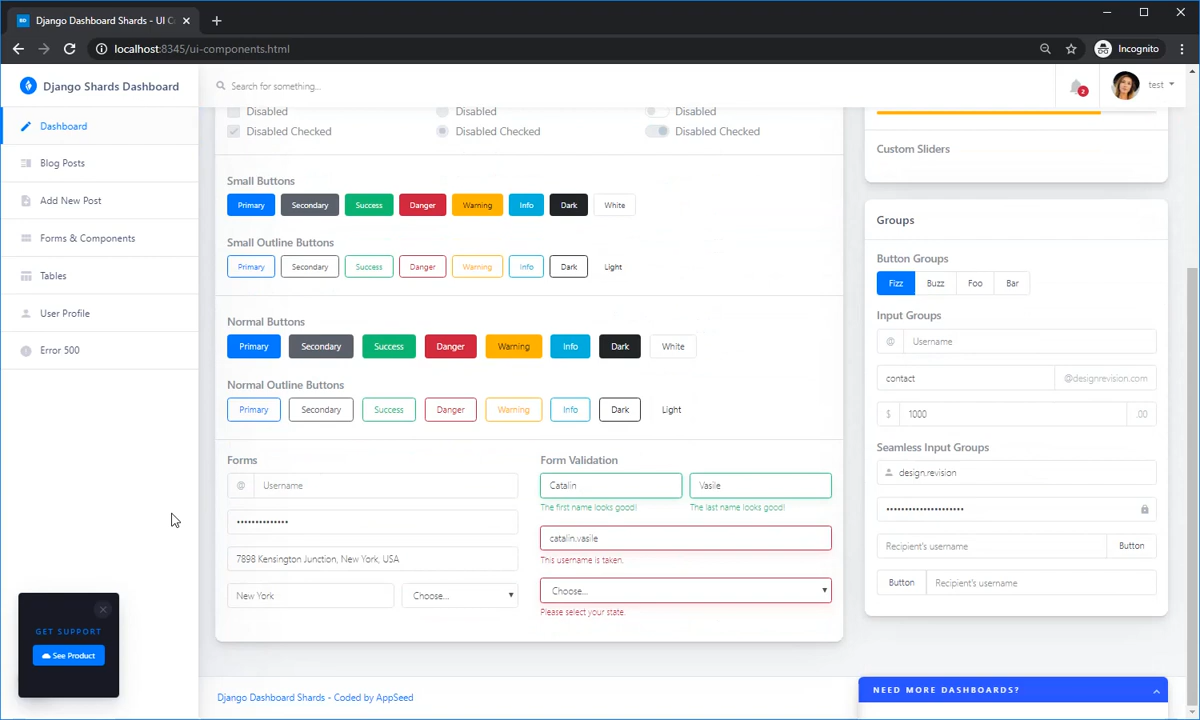 Django Dashboard Shards - UI C
localhost:8345/ui-components.html
Incognito
Django Shards Dashboard
Search for something...
2
test
Dashboard
Blog Posts
Add New Post
Forms & Components
Tables
User Profile
Error 500
GET SUPPORT
See Product
Disabled
Disabled
Disabled
Disabled Checked
Disabled Checked
Disabled Checked
Small Buttons
Primary Secondary Success Danger Warning Info Dark White
Small Outline Buttons
Primary Secondary Success Danger Warning Info Dark Light
Normal Buttons
Primary Secondary Success Danger Warning Info Dark White
Normal Outline Buttons
Primary Secondary Success Danger Warning Info Dark Light
Forms
@ Username
••••••••••••••
7898 Kensington Junction, New York, USA
New York Choose...
Form Validation
Catalin Vasile
The first name looks good! The last name looks good!
catalin.vasile
This username is taken.
Choose...
Please select your state.
Custom Sliders
Groups
Button Groups
Fizz Buzz Foo Bar
Input Groups
@ Username
contact @designrevision.com
$ 1000 .00
Seamless Input Groups
design.revision
•••••••••••••••••••••
Recipient's username Button
Button Recipient's username
Django Dashboard Shards - Coded by AppSeed
NEED MORE DASHBOARDS?